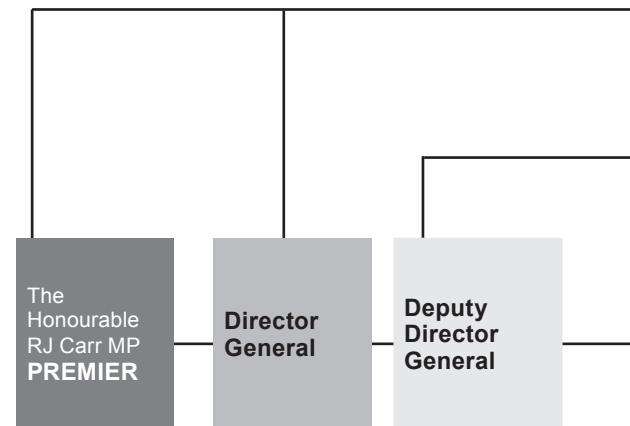 The
Honourable
RJ Carr MP
PREMIER
Director
General
Deputy
Director
General